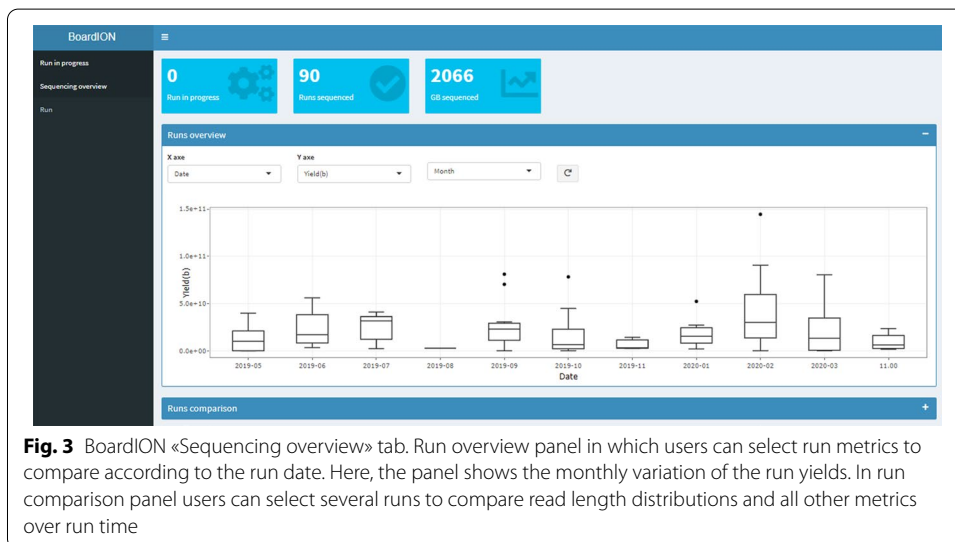 BoardION
Run in progress
Sequencing overview
Run
0
Run in progress
90
Runs sequenced
2066
GB sequenced
Runs overview
X axe
Y axe
Date
Yield(b)
Month
1.5e+11
1.0e+11
5.0e+10
0.0e+00
Yield(b)
2019-05 2019-06 2019-07 2019-08 2019-09 2019-10 2019-11 2020-01 2020-02 2020-03 11.00
Date
Runs comparison
Fig. 3 BoardION «Sequencing overview» tab. Run overview panel in which users can select run metrics to
compare according to the run date. Here, the panel shows the monthly variation of the run yields. In run
comparison panel users can select several runs to compare read length distributions and all other metrics
over run time